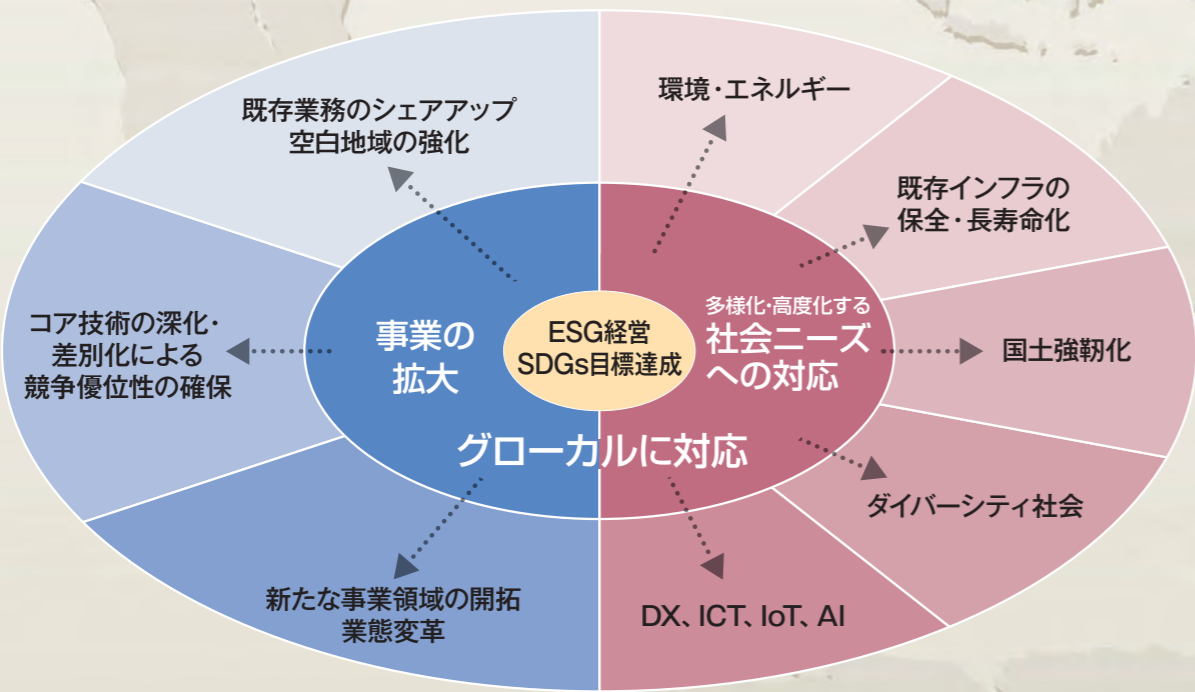 既存業務のシェアアップ
空白地域の強化
環境・エネルギー
既存インフラの
保全・長寿命化
コア技術の深化・
差別化による
競争優位性の確保
事業の
拡大
ESG経営
SDGs目標達成
多様化・高度化する
社会ニーズ
への対応
国土強靭化
グローカルに対応
ダイバーシティ社会
新たな事業領域の開拓
業態変革
DX、ICT、IoT、AI